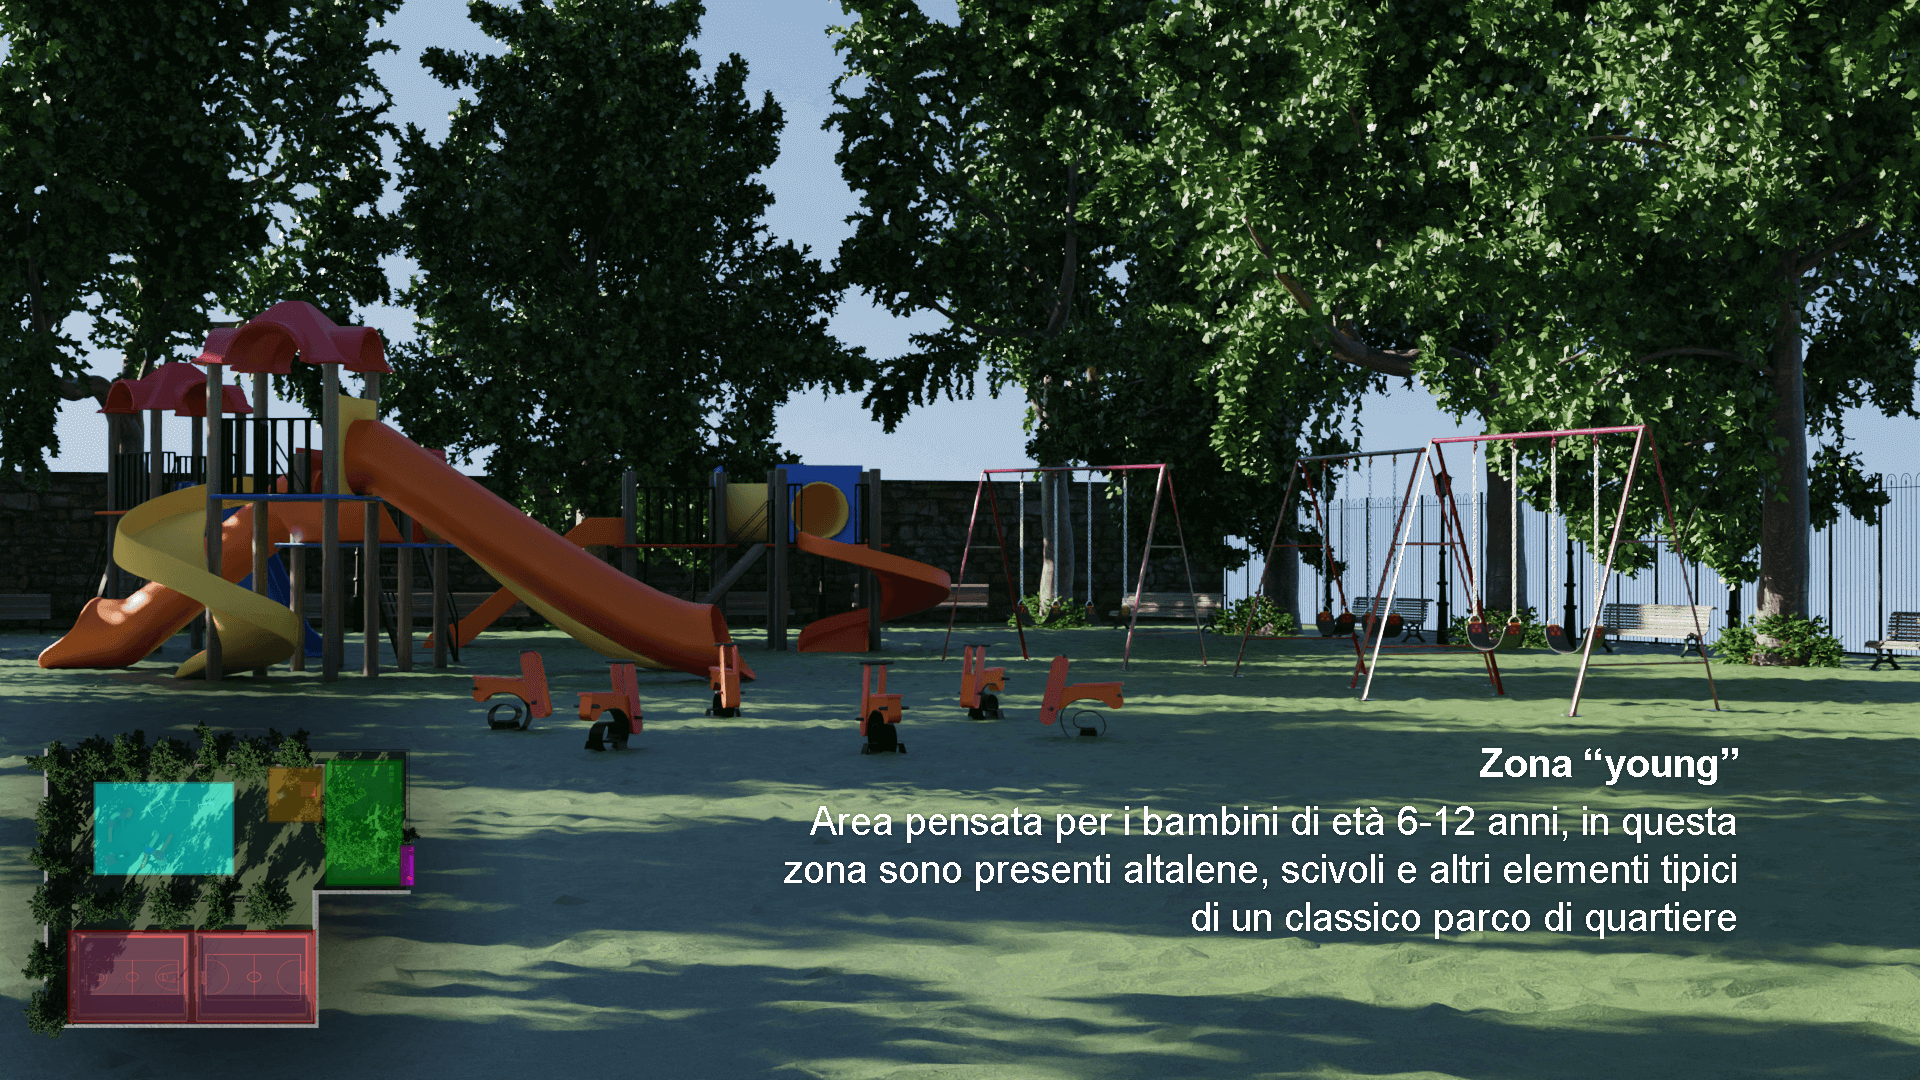 Zona “young”
Area pensata per i bambini di età 6-12 anni, in questa
zona sono presenti altalene, scivoli e altri elementi tipici
di un classico parco di quartiere